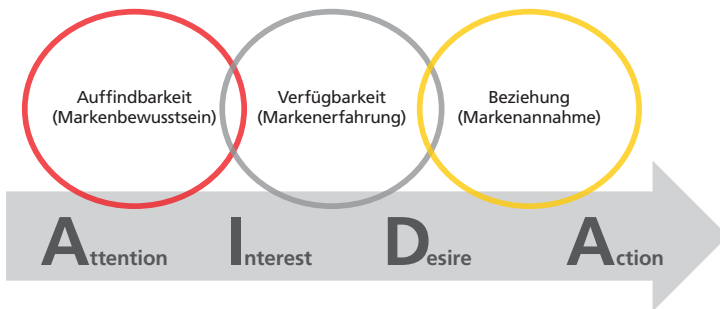 Auffindbarkeit
(Markenbewusstsein)
Verfügbarkeit
(Markenerfahrung)
Beziehung
(Markenannahme)
Attention Interest Desire Action